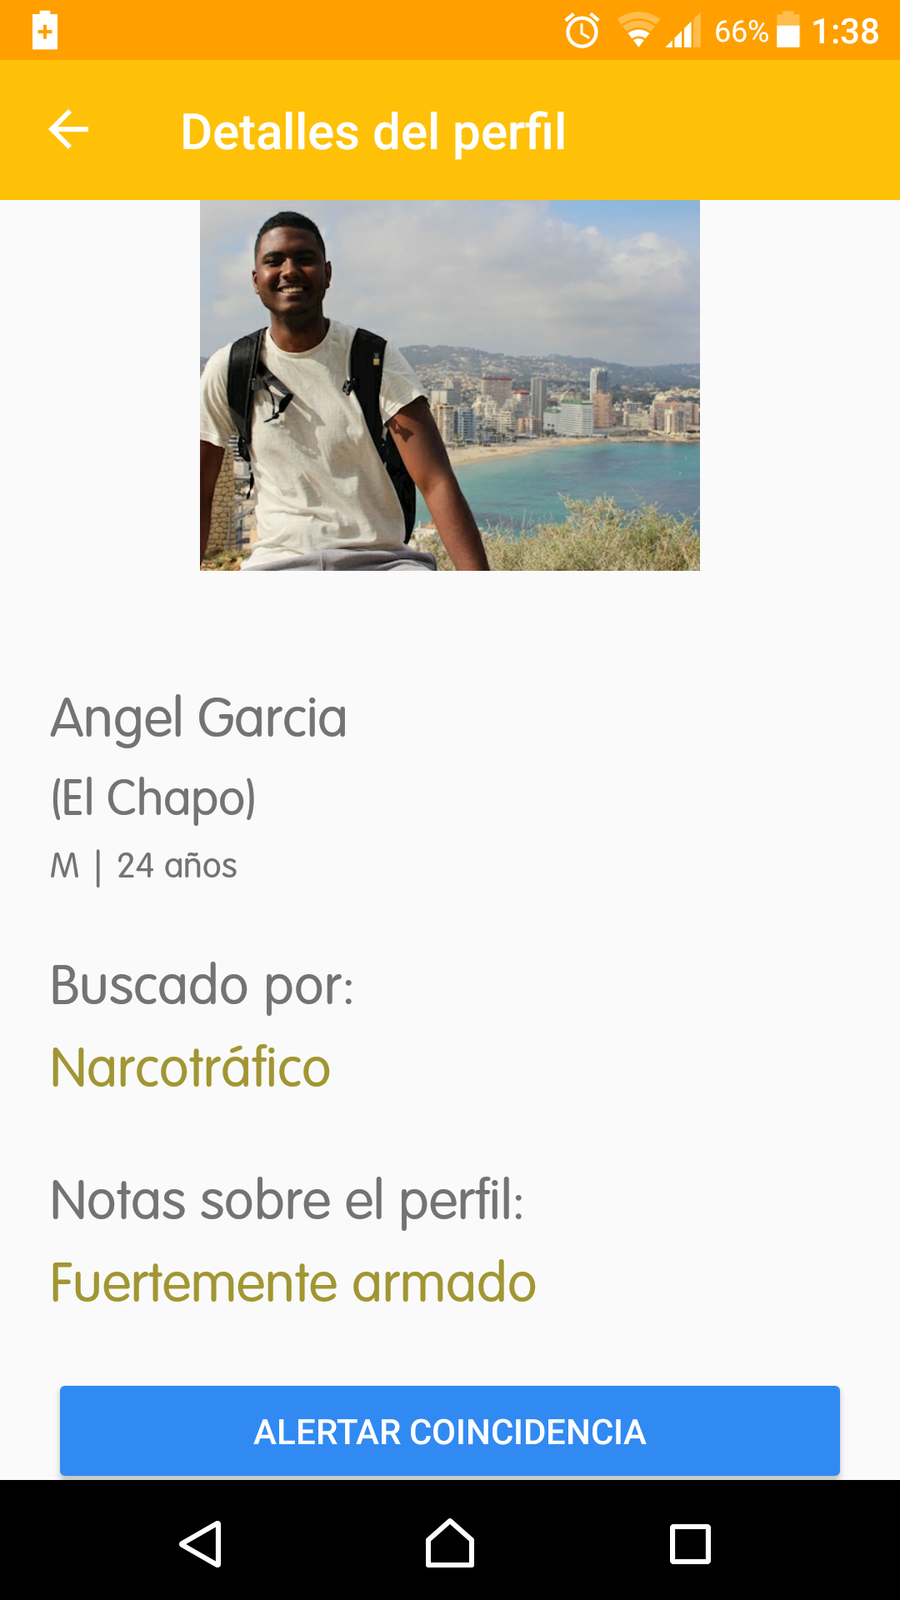 66% 1:38
Detalles del perfil
Angel Garcia
(El Chapo)
M | 24 años
Buscado por:
Narcotráfico
Notas sobre el perfil:
Fuertemente armado
ALERTAR COINCIDENCIA